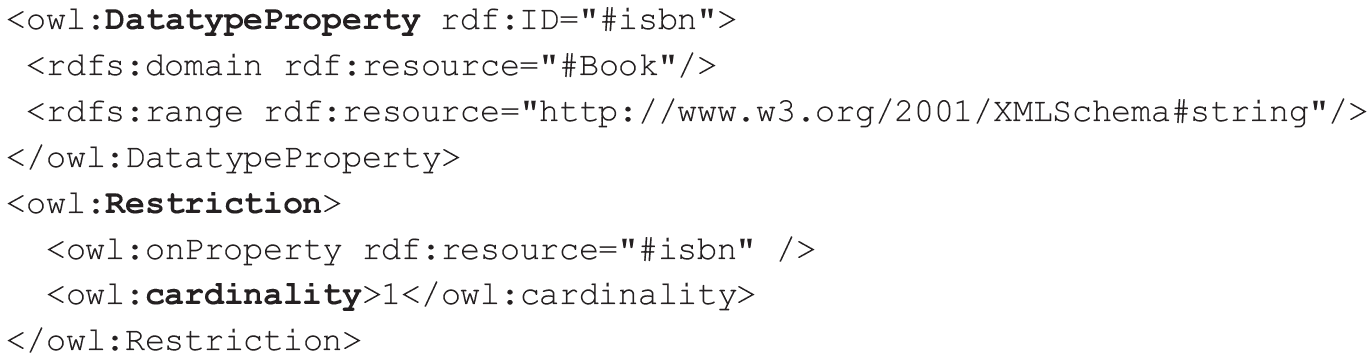 <owl:DatatypeProperty rdf:ID="#isbn">
<rdfs:domain rdf:resource="#Book"/>
<rdfs:range rdf:resource="http://www.w3.org/2001/XMLSchema#string"/>
</owl:DatatypeProperty>
<owl:Restriction>
<owl:onProperty rdf:resource="#isbn" />
<owl:cardinality>1</owl:cardinality>
</owl:Restriction>